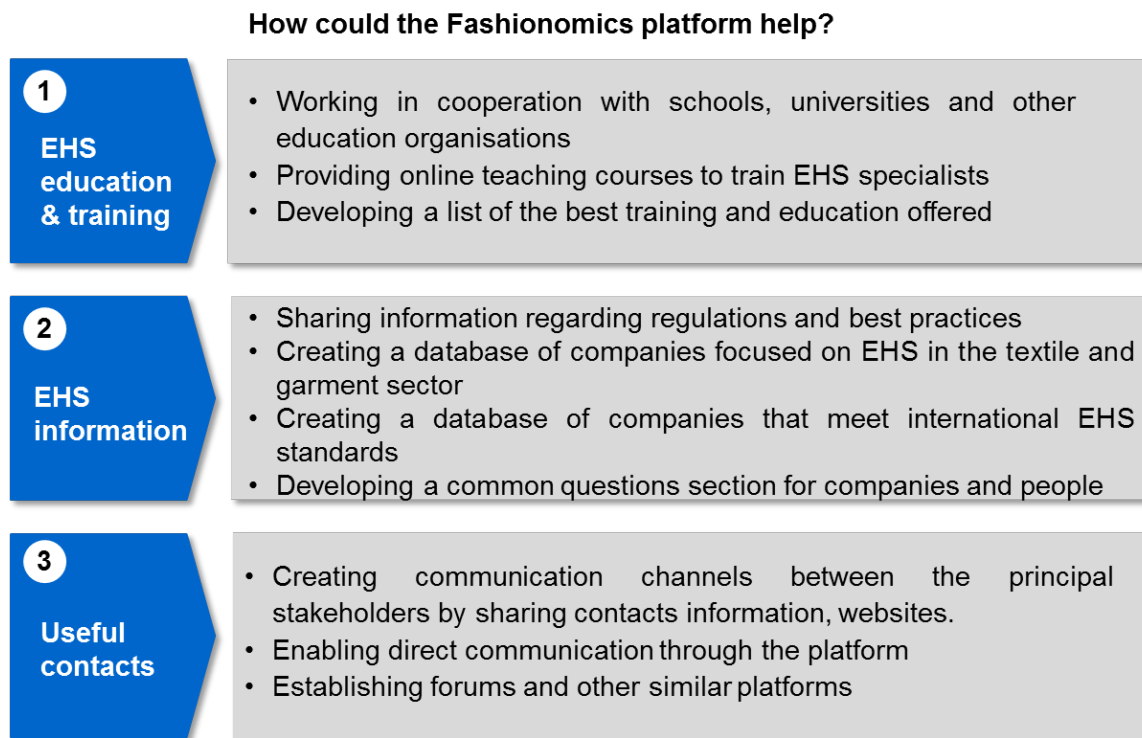 How could the Fashionomics platform help?
1
EHS
education
& training
• Working in cooperation with schools, universities and other
education organisations
• Providing online teaching courses to train EHS specialists
• Developing a list of the best training and education offered
2
EHS
information
• Sharing information regarding regulations and best practices
• Creating a database of companies focused on EHS in the textile and
garment sector
• Creating a database of companies that meet international EHS
standards
• Developing a common questions section for companies and people
3
Useful
contacts
• Creating communication channels between the principal
stakeholders by sharing contacts information, websites.
• Enabling direct communication through the platform
• Establishing forums and other similar platforms